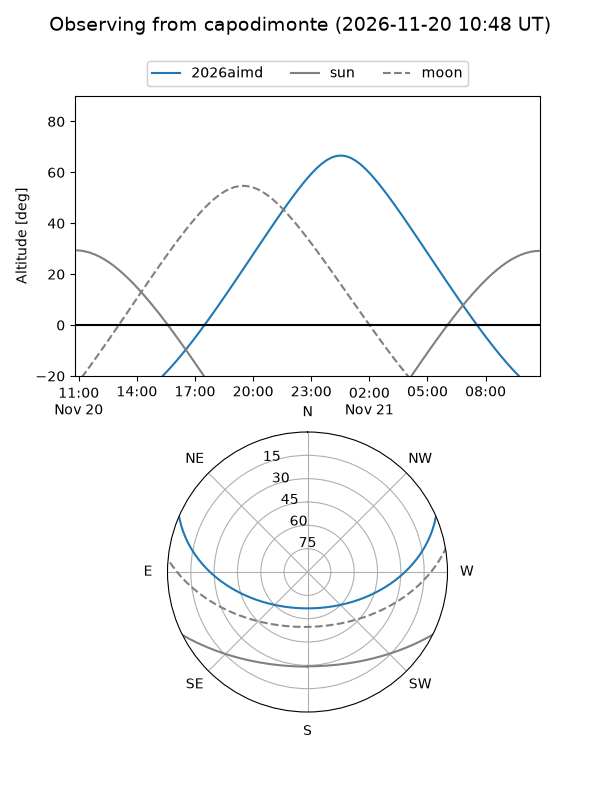 Observing from capodimonte (2026-11-20 10:48 UT)
2026aimd sun moon
Altitude [deg]
80
60
40
20
0
−20
11:00 14:00 17:00 20:00 23:00 02:00 05:00 08:00
Nov 20 Nov 21
N
NE NW
15
30
45
60
75
E W
SE SW
S